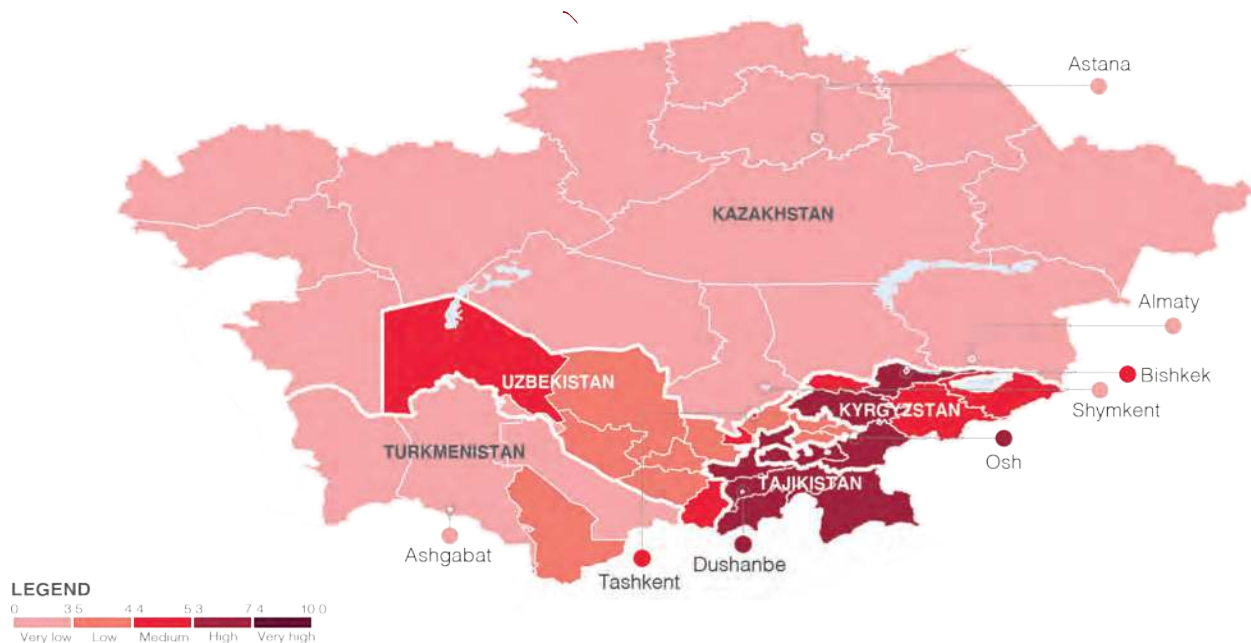 Astana
KAZAKHSTAN
Almaty
Bishkek
UZBEKISTAN
Shymkent
KYRGYZSTAN
TURKMENISTAN
Osh
TAJIKISTAN
Ashgabat
Dushanbe
Tashkent
LEGEND
0 3.5 4.4 5.3 7.4 10.0
Very low Low Medium High Very high